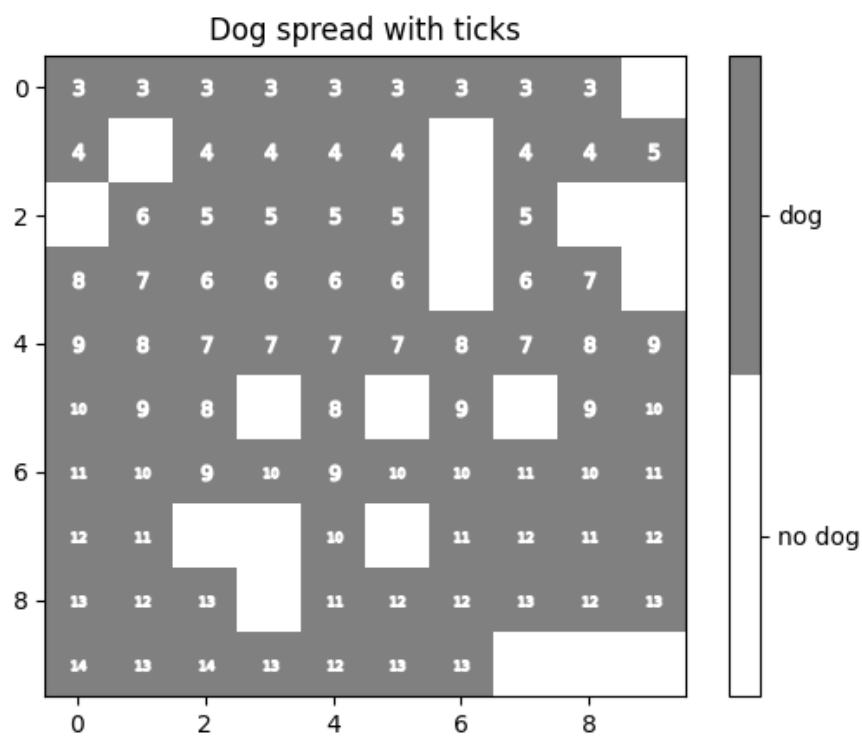 Dog spread with ticks
0 3 3 3 3 3 3 3 3 3
4 4 4 4 4 4 4 5
2 6 5 5 5 5 5 dog
8 7 6 6 6 6 6 7
4 9 8 7 7 7 7 8 7 8 9
10 9 8 8 9 9 10
6 11 10 9 10 9 10 10 11 10 11
12 11 10 11 12 11 12 no dog
8 13 12 13 11 12 12 13 12 13
14 13 14 13 12 13 13
0 2 4 6 8